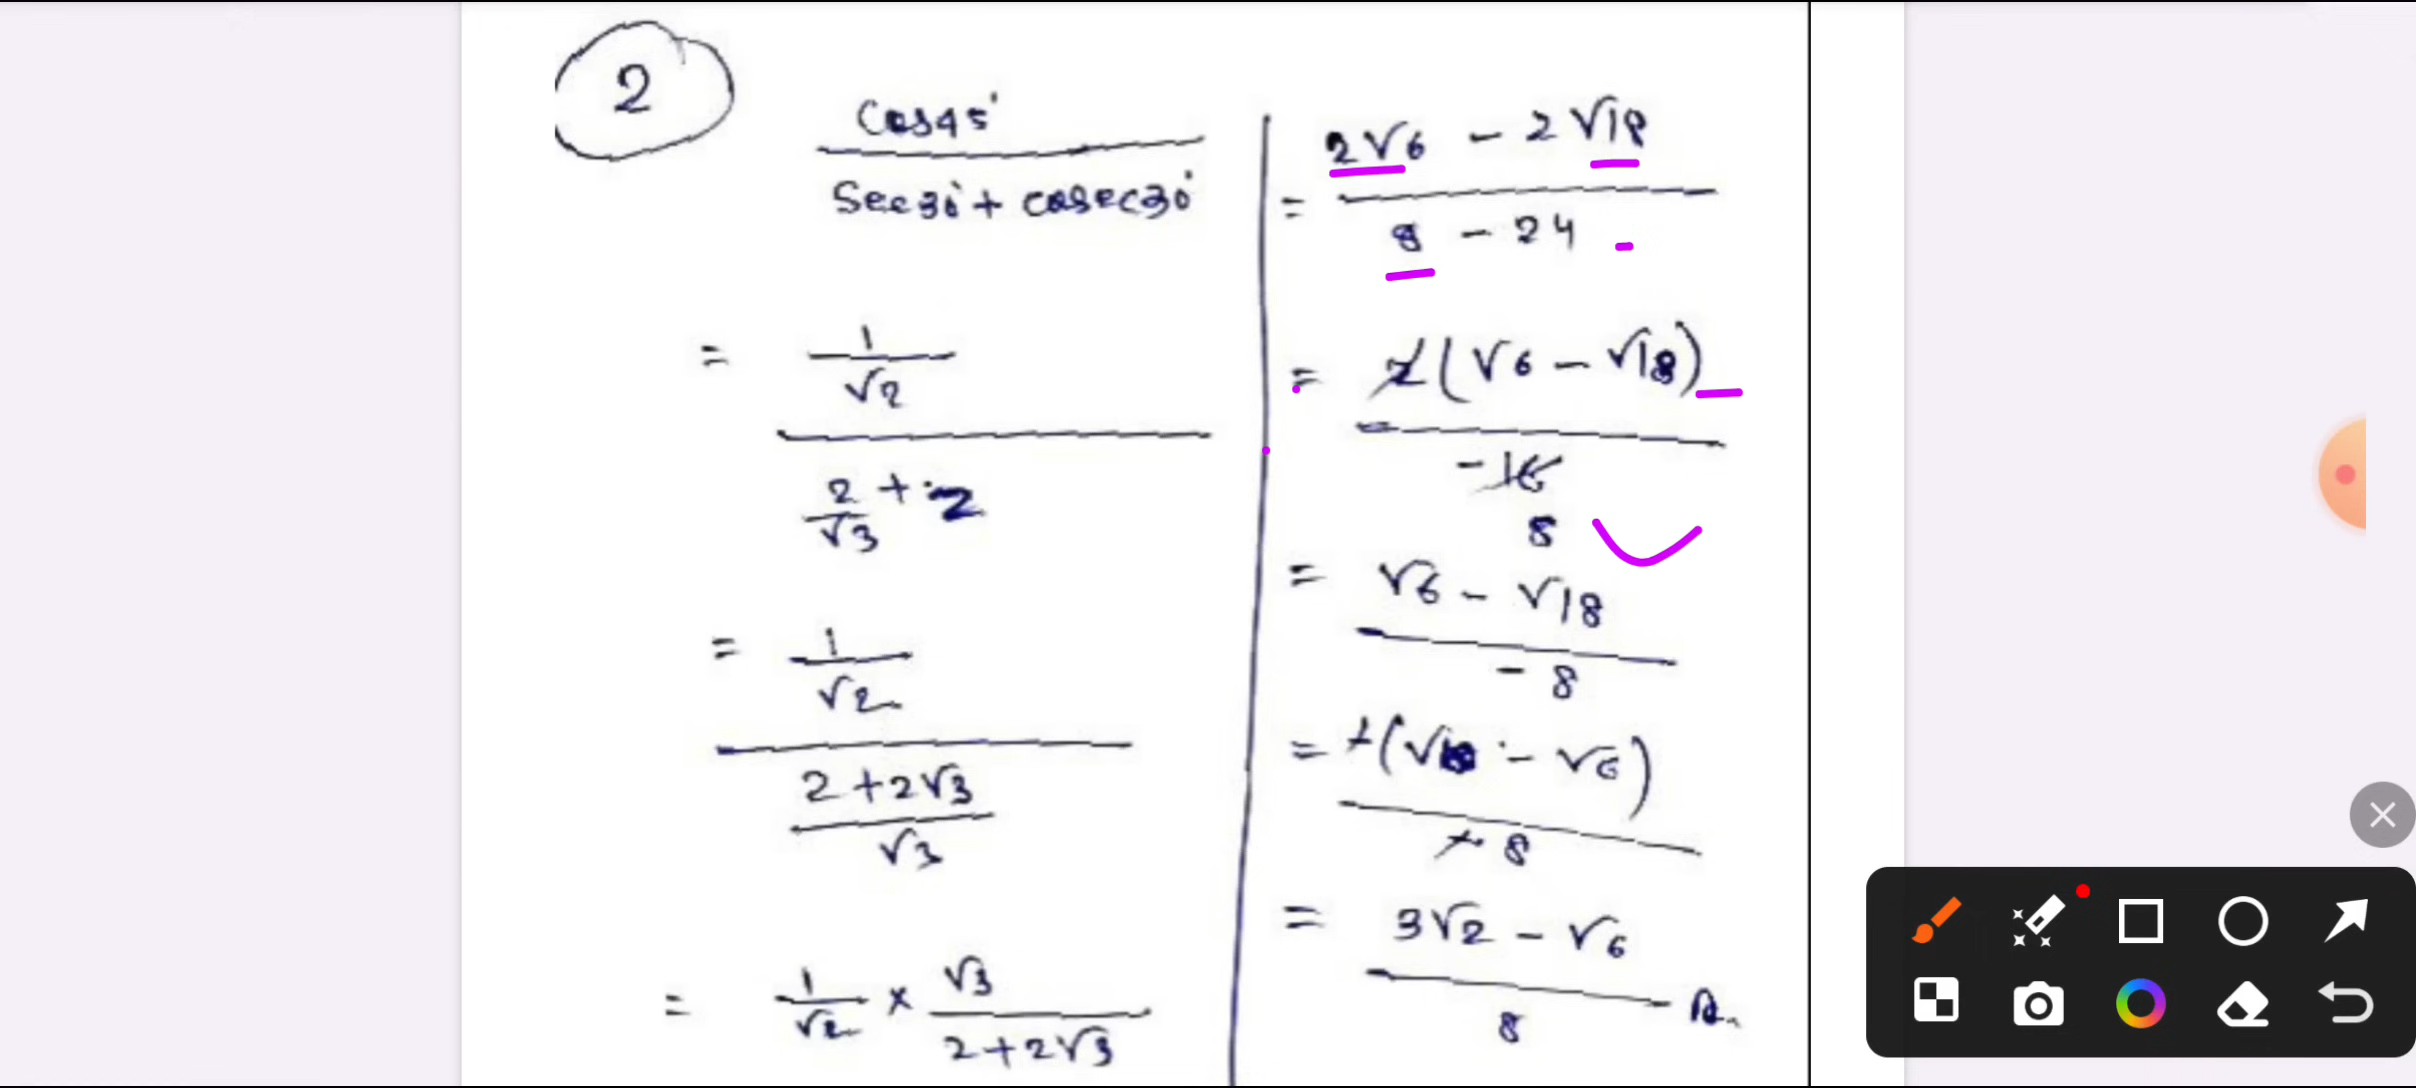 2
Cos45°
Sec30° + cosec30°
= 1
√2
2/√3 + 2
= 1
√2
2+2√3
√3
= 1/√2 × √3
2+2√3
2√6 - 2√18
= 8 - 24
= 2(√6 - √18)
-16
8
= √6 - √18
- 8
= -(√18 - √6)
- 8
= 3√2 - √6
8